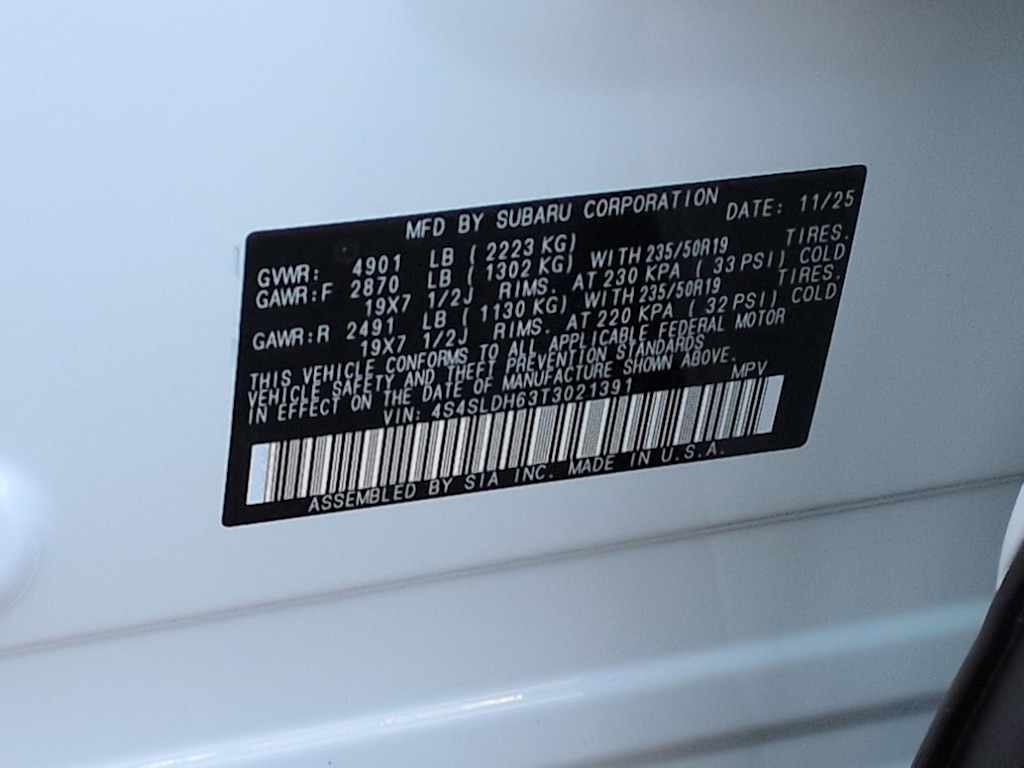 MFD BY SUBARU CORPORATION DATE: 11/25
GVWR: 4901 LB ( 2223 KG)
GAWR:F 2870 LB ( 1302 KG) WITH 235/50R19 TIRES.
19X7 1/2J RIMS. AT 230 KPA ( 33 PSI) COLD
GAWR:R 2491 LB ( 1130 KG) WITH 235/50R19 TIRES.
19X7 1/2J RIMS. AT 220 KPA ( 32 PSI) COLD
THIS VEHICLE CONFORMS TO ALL APPLICABLE FEDERAL MOTOR
VEHICLE SAFETY AND THEFT PREVENTION STANDARDS
IN EFFECT ON THE DATE OF MANUFACTURE SHOWN ABOVE.
VIN: 4S4SLDH63T3021391 MPV
ASSEMBLED BY SIA INC. MADE IN U.S.A.